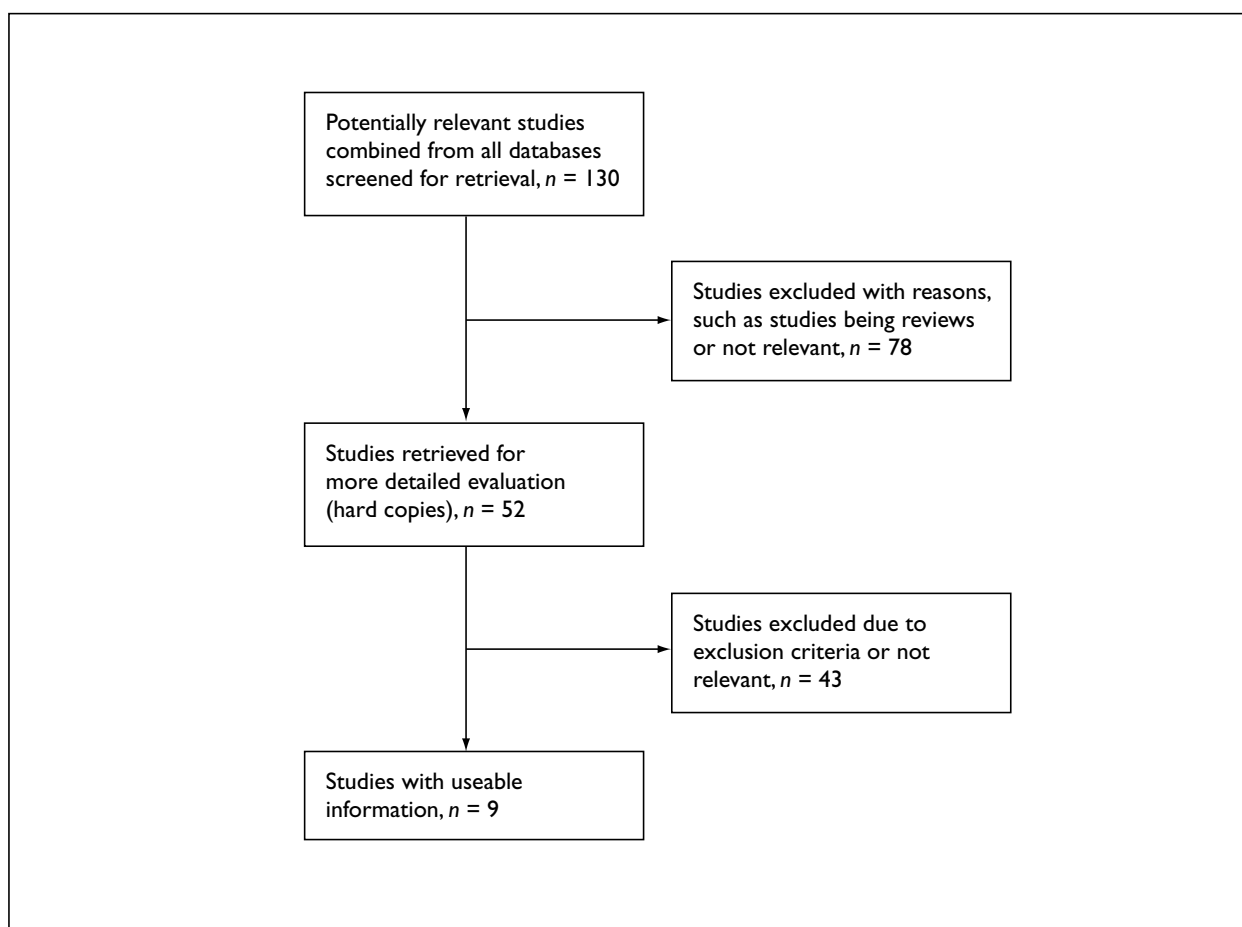 Potentially relevant studies
combined from all databases
screened for retrieval, n = 130
Studies excluded with reasons,
such as studies being reviews
or not relevant, n = 78
Studies retrieved for
more detailed evaluation
(hard copies), n = 52
Studies excluded due to
exclusion criteria or not
relevant, n = 43
Studies with useable
information, n = 9